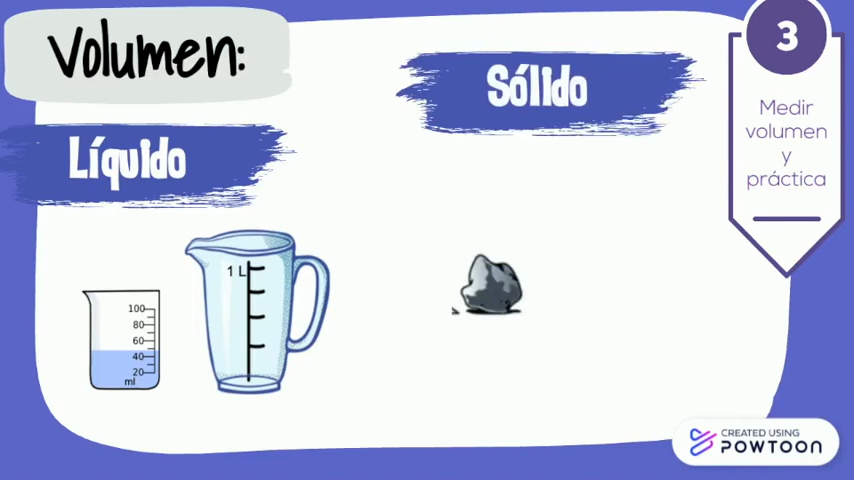 Volumen:
Líquido
Sólido
3
Medir
volumen
y
práctica
1 L
100
80
60
40
20
ml
CREATED USING
POWTOON